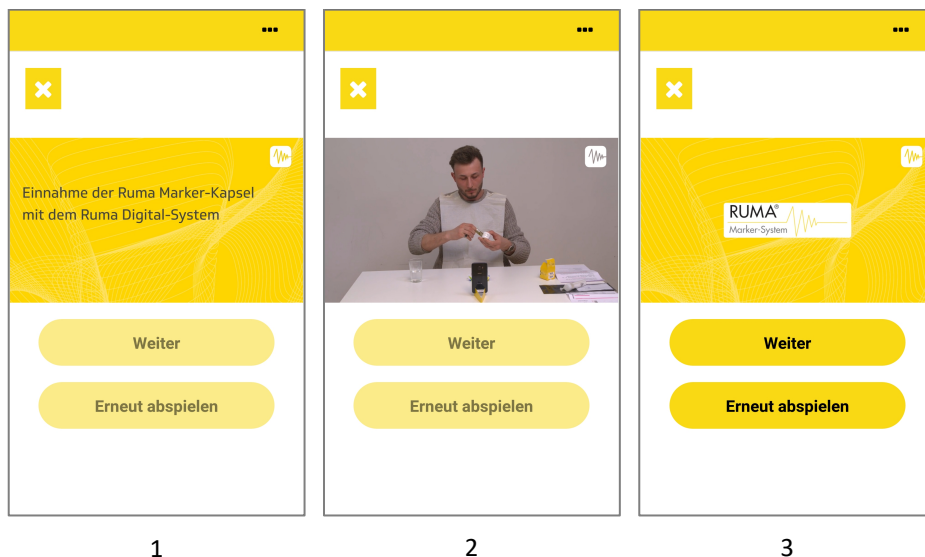 Einnahme der Ruma Marker-Kapsel
mit dem Ruma Digital-System
Weiter
Erneut abspielen
1
Weiter
Erneut abspielen
2
RUMA®
Marker-System
Weiter
Erneut abspielen
3